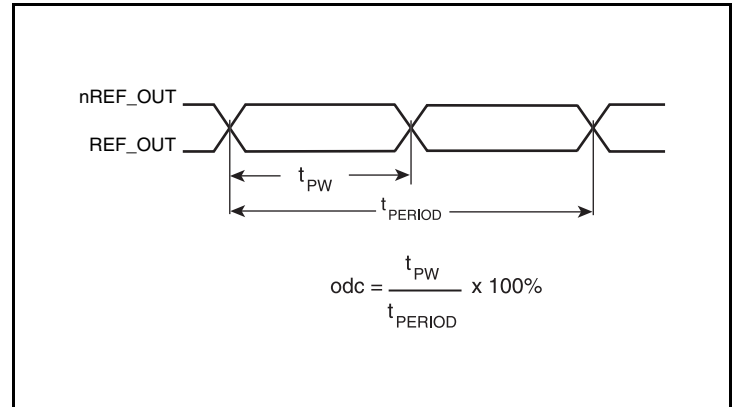 nREF_OUT
REF_OUT
tPW
tPERIOD
odc = tPW / tPERIOD x 100%